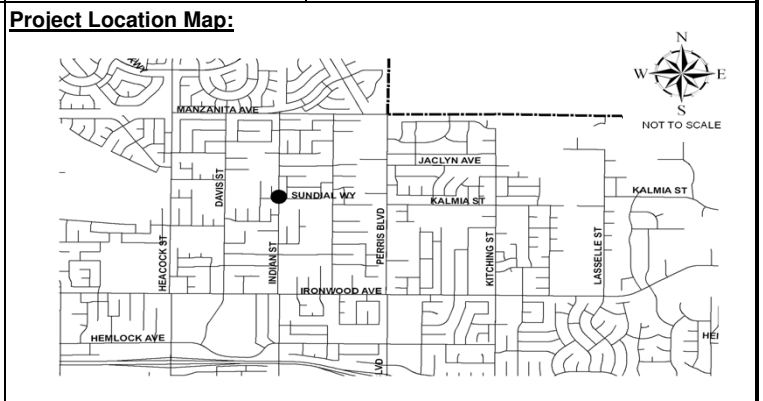 Project Location Map:
N
W E
S
NOT TO SCALE
MANZANITA AVE
JACLYN AVE
DAVIS ST
SUNDIAL WY
KALMIA ST
KALMIA ST
PERRIS BLVD
HEACOCK ST
INDIAN ST
KITCHING ST
LASSELLE ST
IRONWOOD AVE
HEMLOCK AVE
LVD